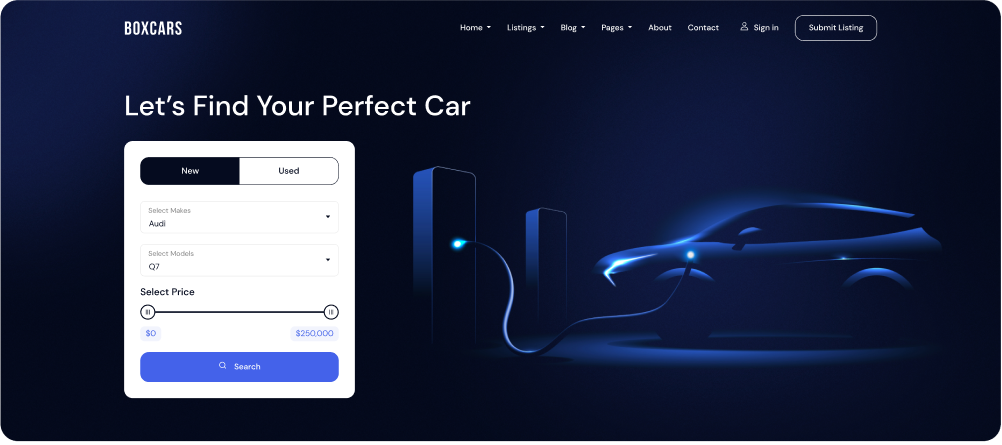 BOXCARS
Home Listings Blog Pages About Contact Sign in Submit Listing
Let's Find Your Perfect Car
New Used
Select Makes
Audi
Select Models
Q7
Select Price
$0 $250,000
Search